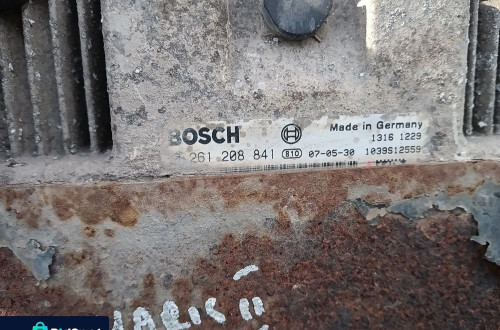 BOSCH Made in Germany
1316 1229
261 208 841 810 07-05-30 1039S12559